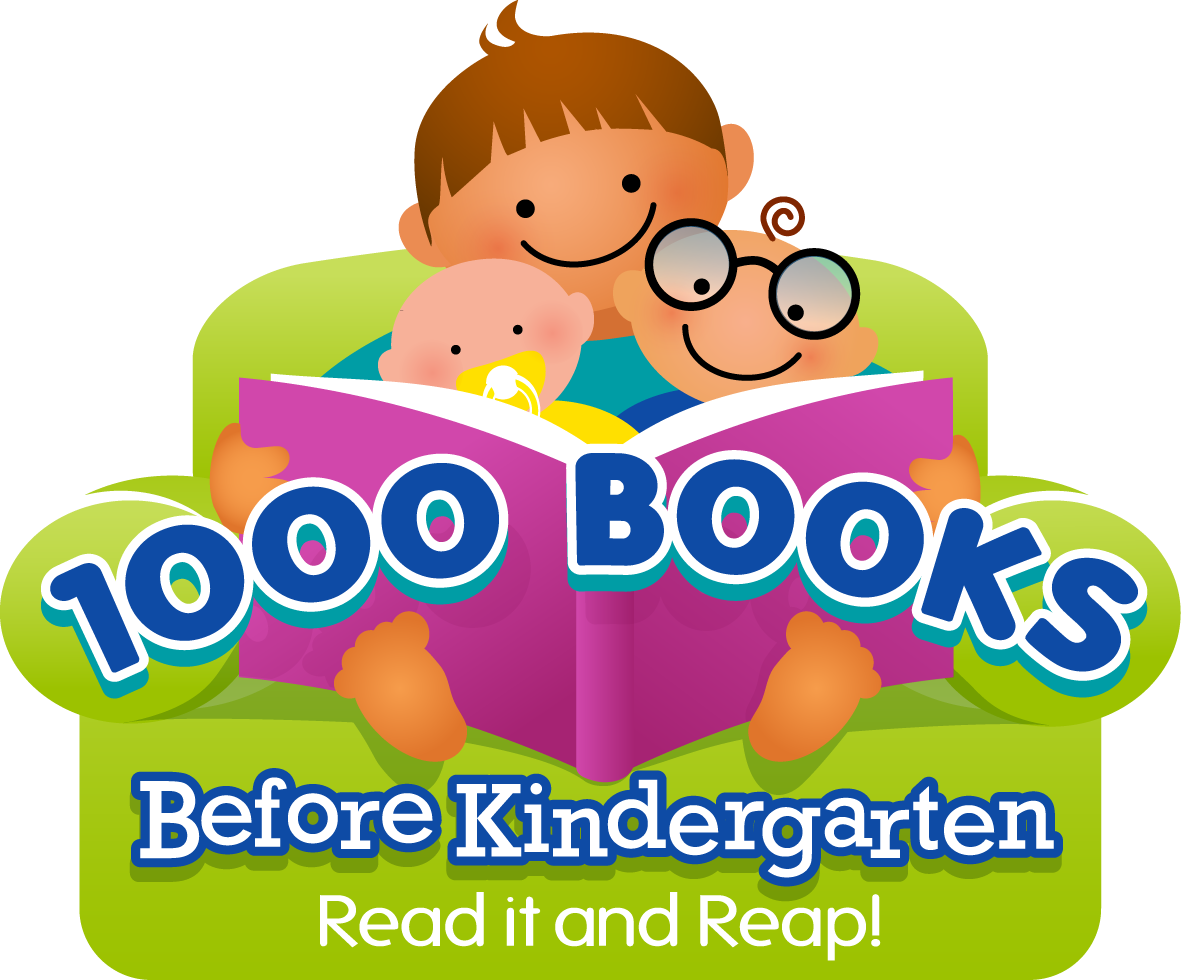 1000 BOOKS
Before Kindergarten
Read it and Reap!